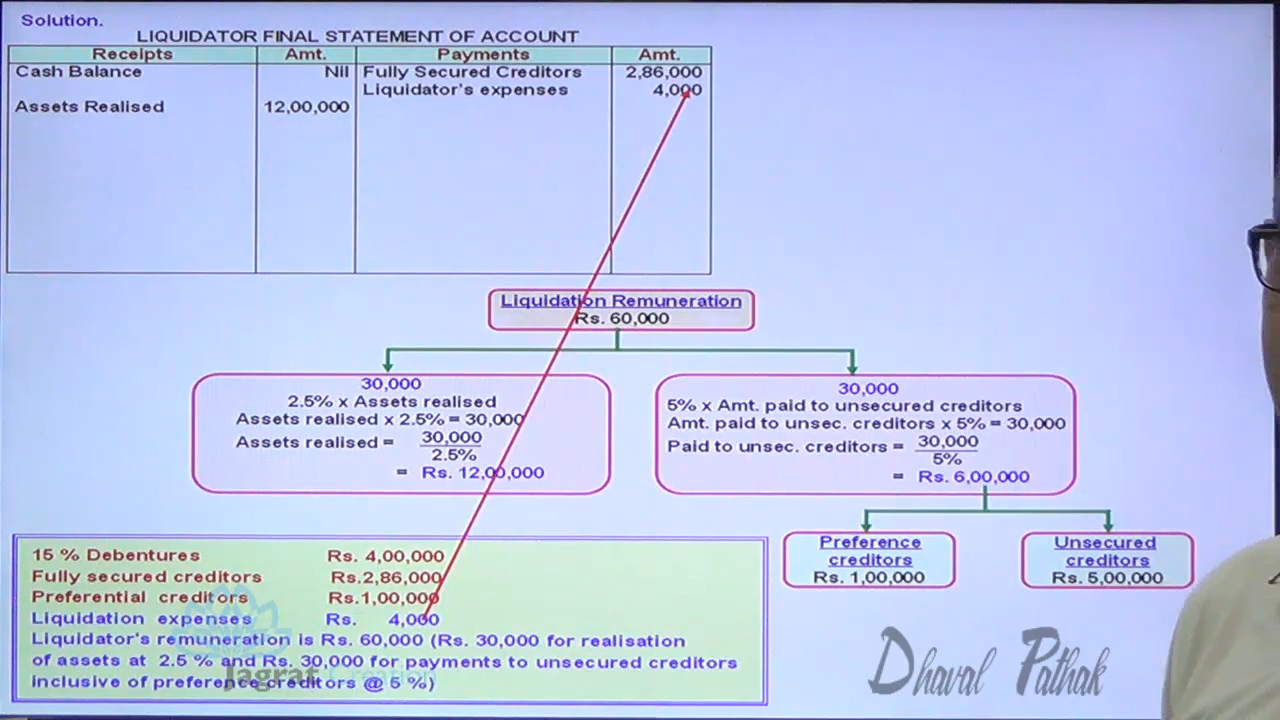 Solution.
LIQUIDATOR FINAL STATEMENT OF ACCOUNT
Receipts Amt. Payments Amt.
Cash Balance Nil Fully Secured Creditors 2,86,000
Liquidator's expenses 4,000
Assets Realised 12,00,000
Liquidation Remuneration
Rs. 60,000
30,000
2.5% x Assets realised
Assets realised x 2.5% = 30,000
Assets realised = 30,000
2.5%
= Rs. 12,00,000
30,000
5% x Amt. paid to unsecured creditors
Amt. paid to unsec. creditors x 5% = 30,000
Paid to unsec. creditors = 30,000
5%
= Rs. 6,00,000
Preference
creditors
Rs. 1,00,000
Unsecured
creditors
Rs. 5,00,000
15 % Debentures Rs. 4,00,000
Fully secured creditors Rs.2,86,000
Preferential creditors Rs.1,00,000
Liquidation expenses Rs. 4,000
Liquidator's remuneration is Rs. 60,000 (Rs. 30,000 for realisation
of assets at 2.5 % and Rs. 30,000 for payments to unsecured creditors
inclusive of preference creditors @ 5 %)
Jagrat Creation
Dhaval Pathak